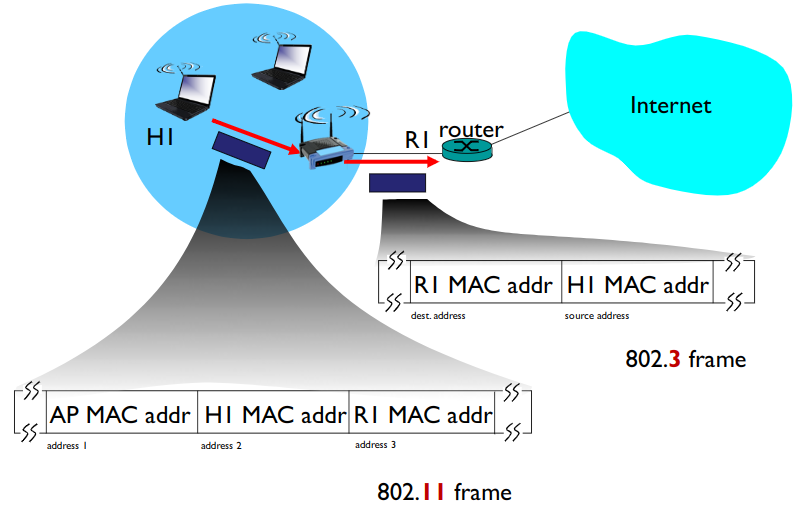 Internet
router
R1
H1
R1 MAC addr H1 MAC addr
dest. address source address
802.3 frame
AP MAC addr H1 MAC addr R1 MAC addr
address 1 address 2 address 3
802.11 frame